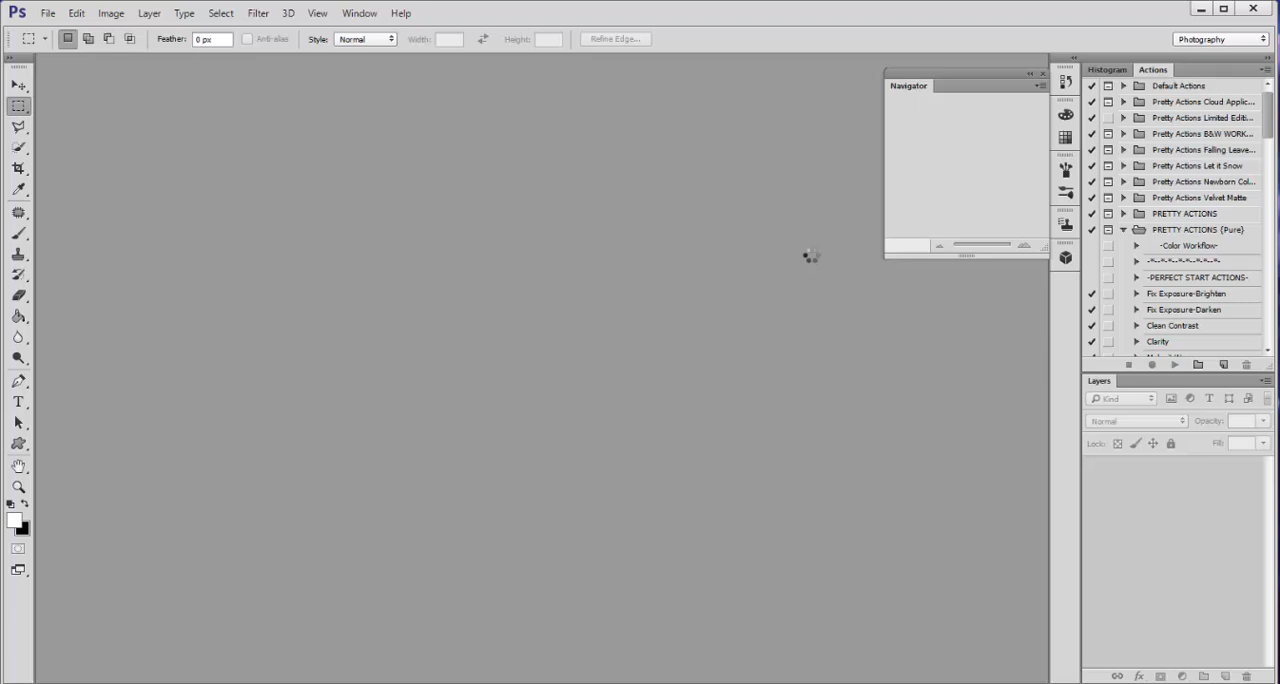 Ps File Edit Image Layer Type Select Filter 3D View Window Help
Feather: 0 px Anti-alias Style: Normal Width: Height: Refine Edge... Photography
Navigator
Histogram Actions
Default Actions
Pretty Actions Cloud Applic...
Pretty Actions Limited Editi...
Pretty Actions B&W WORK...
Pretty Actions Falling Leave...
Pretty Actions Let it Snow
Pretty Actions Newborn Col...
Pretty Actions Velvet Matte
PRETTY ACTIONS
PRETTY ACTIONS {Pure}
-Color Workflow-
-*--*--*--*--*--*--*-
-PERFECT START ACTIONS-
Fix Exposure-Brighten
Fix Exposure-Darken
Clean Contrast
Clarity
Layers
Kind
Normal Opacity:
Lock: Fill:
fx